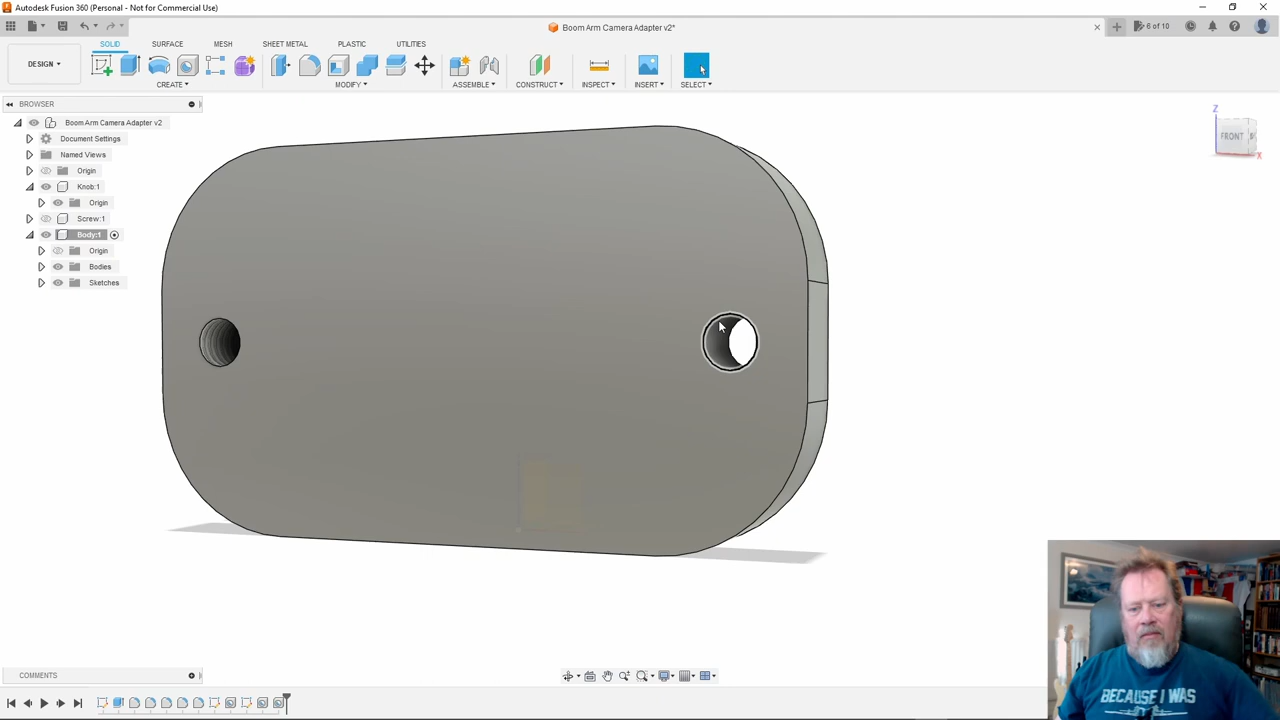 Autodesk Fusion 360 (Personal - Not for Commercial Use)
Boom Arm Camera Adapter v2*
6 of 10
SOLID
SURFACE
MESH
SHEET METAL
PLASTIC
UTILITIES
DESIGN
CREATE
MODIFY
ASSEMBLE
CONSTRUCT
INSPECT
INSERT
SELECT
BROWSER
Boom Arm Camera Adapter v2
Document Settings
Named Views
Origin
Knob:1
Origin
Screw:1
Body:1
Origin
Bodies
Sketches
Z
FRONT
X
COMMENTS
BECAUSE I WAS